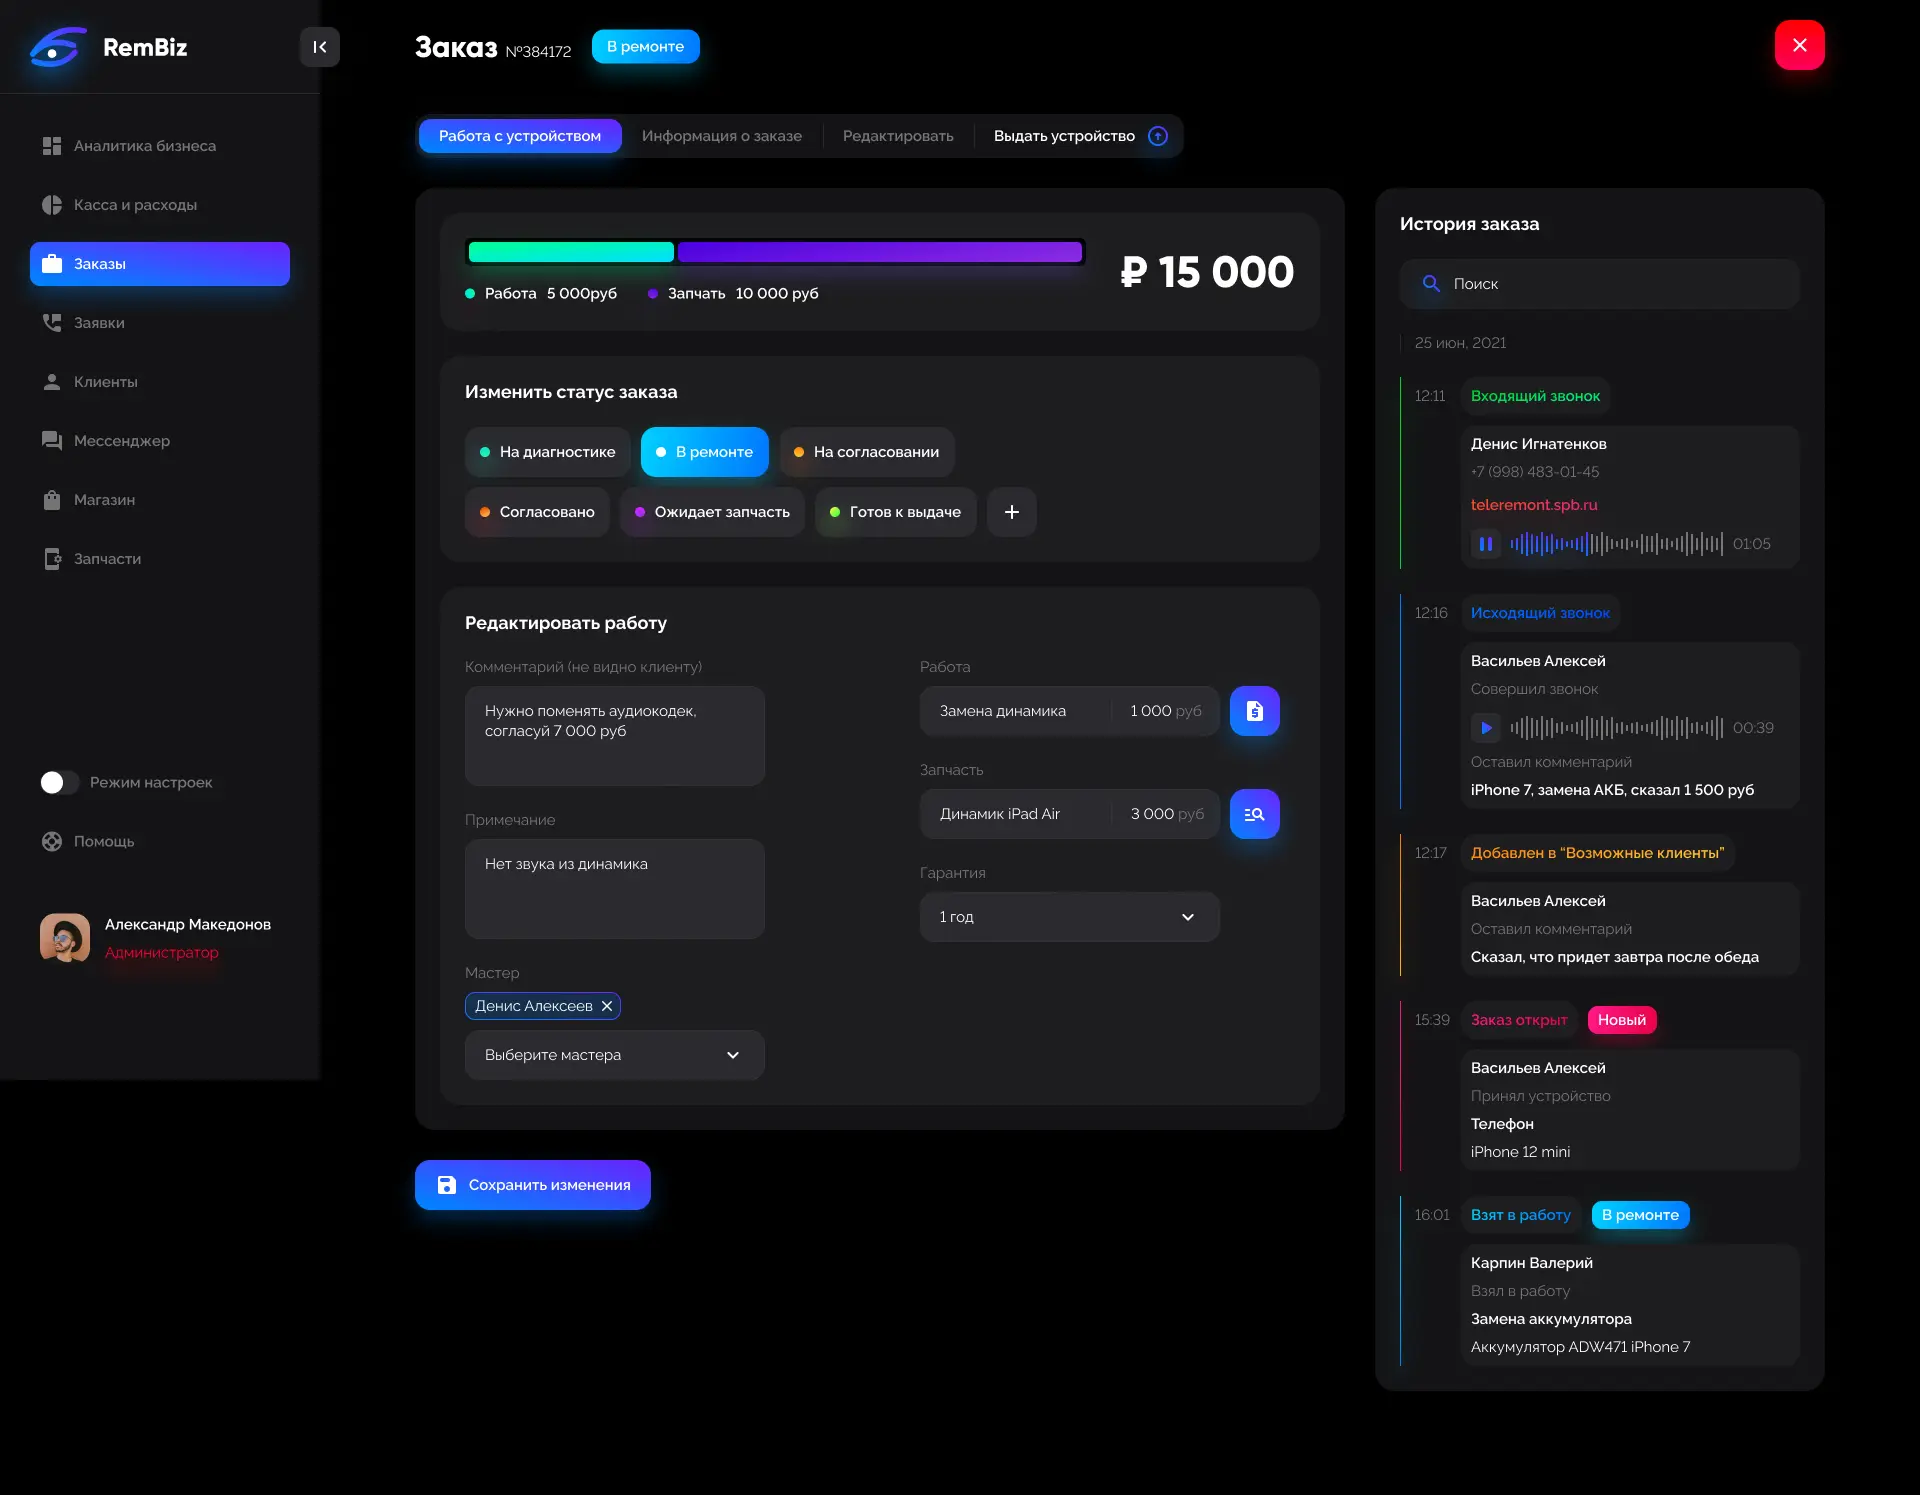 RemBiz
Аналитика бизнеса
Касса и расходы
Заказы
Заявки
Клиенты
Мессенджер
Магазин
Запчасти
Режим настроек
Помощь
Александр Македонов
Администратор
Заказ №384172 В ремонте
Работа с устройством Информация о заказе Редактировать Выдать устройство
Работа 5 000руб Запчать 10 000 руб
₽ 15 000
Изменить статус заказа
На диагностике В ремонте На согласовании
Согласовано Ожидает запчасть Готов к выдаче
Редактировать работу
Комментарий (не видно клиенту)
Нужно поменять аудиокодек,
согласуй 7 000 руб
Примечание
Нет звука из динамика
Мастер
Денис Алексеев
Выберите мастера
Работа
Замена динамика 1 000 руб
Запчасть
Динамик iPad Air 3 000 руб
Гарантия
1 год
Сохранить изменения
История заказа
Поиск
25 июн, 2021
12:11 Входящий звонок
Денис Игнатенков
+7 (998) 483-01-45
teleremont.spb.ru
01:05
12:16 Исходящий звонок
Васильев Алексей
Совершил звонок
00:39
Оставил комментарий
iPhone 7, замена АКБ, сказал 1 500 руб
12:17 Добавлен в “Возможные клиенты”
Васильев Алексей
Оставил комментарий
Сказал, что придет завтра после обеда
15:39 Заказ открыт Новый
Васильев Алексей
Принял устройство
Телефон
iPhone 12 mini
16:01 Взят в работу В ремонте
Карпин Валерий
Взял в работу
Замена аккумулятора
Аккумулятор ADW471 iPhone 7